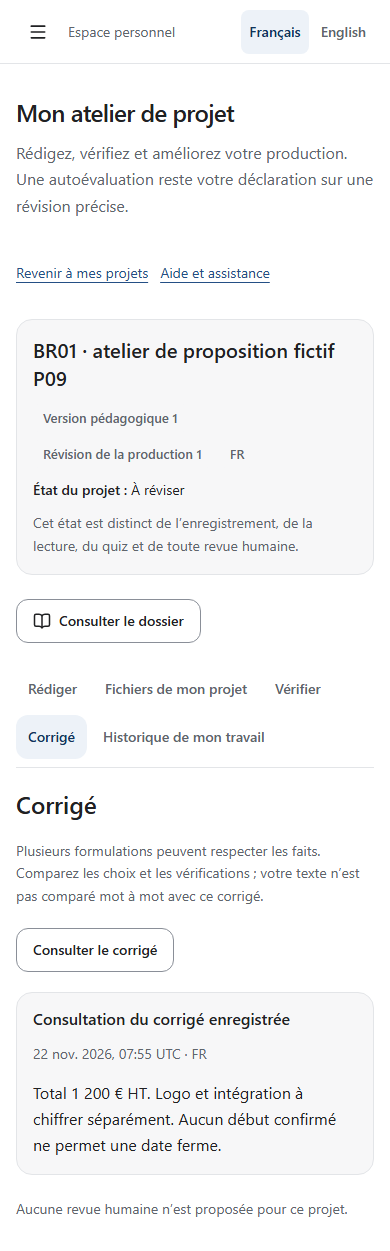 Espace personnel
Français
English
Mon atelier de projet
Rédigez, vérifiez et améliorez votre production.
Une autoévaluation reste votre déclaration sur une
révision précise.
Revenir à mes projets
Aide et assistance
BR01 · atelier de proposition fictif
P09
Version pédagogique 1
Révision de la production 1
FR
État du projet : À réviser
Cet état est distinct de l’enregistrement, de la
lecture, du quiz et de toute revue humaine.
Consulter le dossier
Rédiger
Fichiers de mon projet
Vérifier
Corrigé
Historique de mon travail
Corrigé
Plusieurs formulations peuvent respecter les faits.
Comparez les choix et les vérifications ; votre texte n’est
pas comparé mot à mot avec ce corrigé.
Consulter le corrigé
Consultation du corrigé enregistrée
22 nov. 2026, 07:55 UTC · FR
Total 1 200 € HT. Logo et intégration à
chiffrer séparément. Aucun début confirmé
ne permet une date ferme.
Aucune revue humaine n’est proposée pour ce projet.